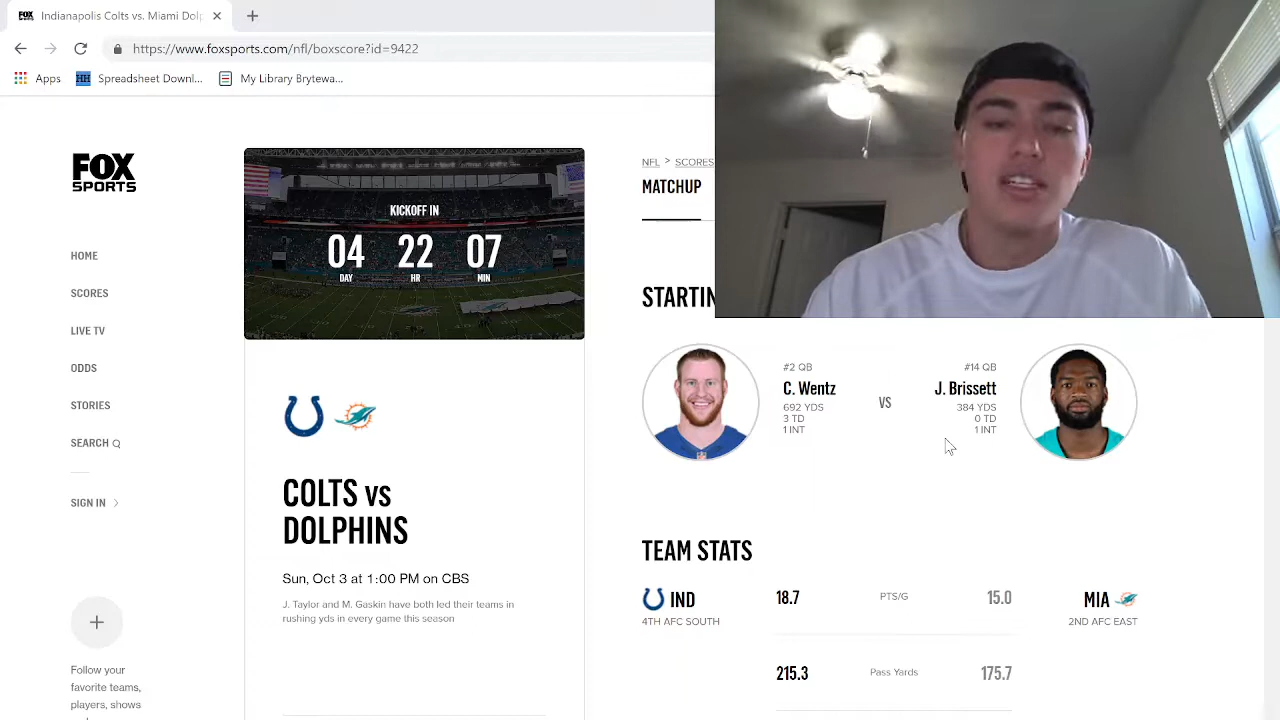 Indianapolis Colts vs. Miami Dolp
https://www.foxsports.com/nfl/boxscore?id=9422
Apps
HH
Spreadsheet Downl...
My Library Brytewa...
FOX
SPORTS
HOME
SCORES
LIVE TV
ODDS
STORIES
SEARCH
SIGN IN
Follow your
favorite teams,
players, shows
KICKOFF IN
04 22 07
DAY HR MIN
COLTS vs
DOLPHINS
Sun, Oct 3 at 1:00 PM on CBS
J. Taylor and M. Gaskin have both led their teams in
rushing yds in every game this season
NFL > SCORES
MATCHUP
STARTIN
#2 QB
C. Wentz
692 YDS
3 TD
1 INT
VS
#14 QB
J. Brissett
384 YDS
0 TD
1 INT
TEAM STATS
IND
4TH AFC SOUTH
18.7 PTS/G 15.0
MIA
2ND AFC EAST
215.3 Pass Yards 175.7